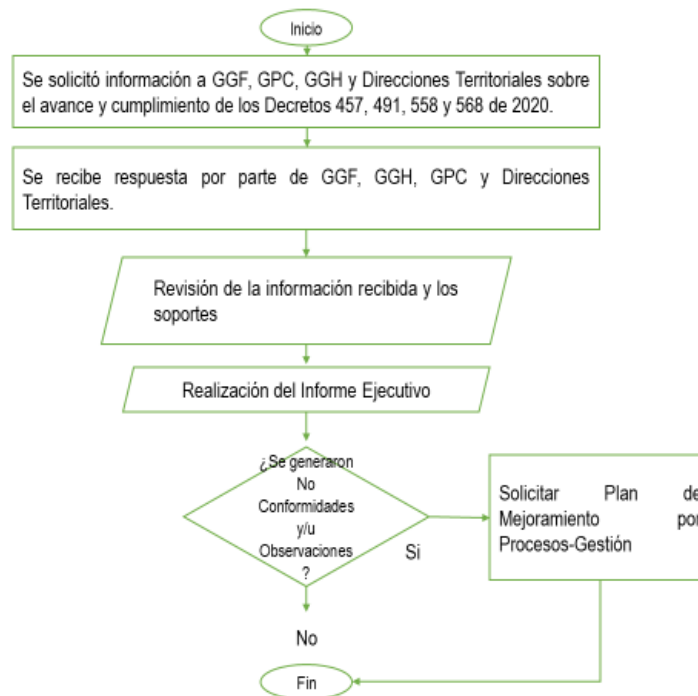 Inicio
Se solicitó información a GGF, GPC, GGH y Direcciones Territoriales sobre
el avance y cumplimiento de los Decretos 457, 491, 558 y 568 de 2020.
Se recibe respuesta por parte de GGF, GGH, GPC y Direcciones
Territoriales.
Revisión de la información recibida y los
soportes
Realización del Informe Ejecutivo
¿Se generaron
No
Conformidades
y/u
Observaciones
?
Si
Solicitar Plan de
Mejoramiento por
Procesos-Gestión
No
Fin